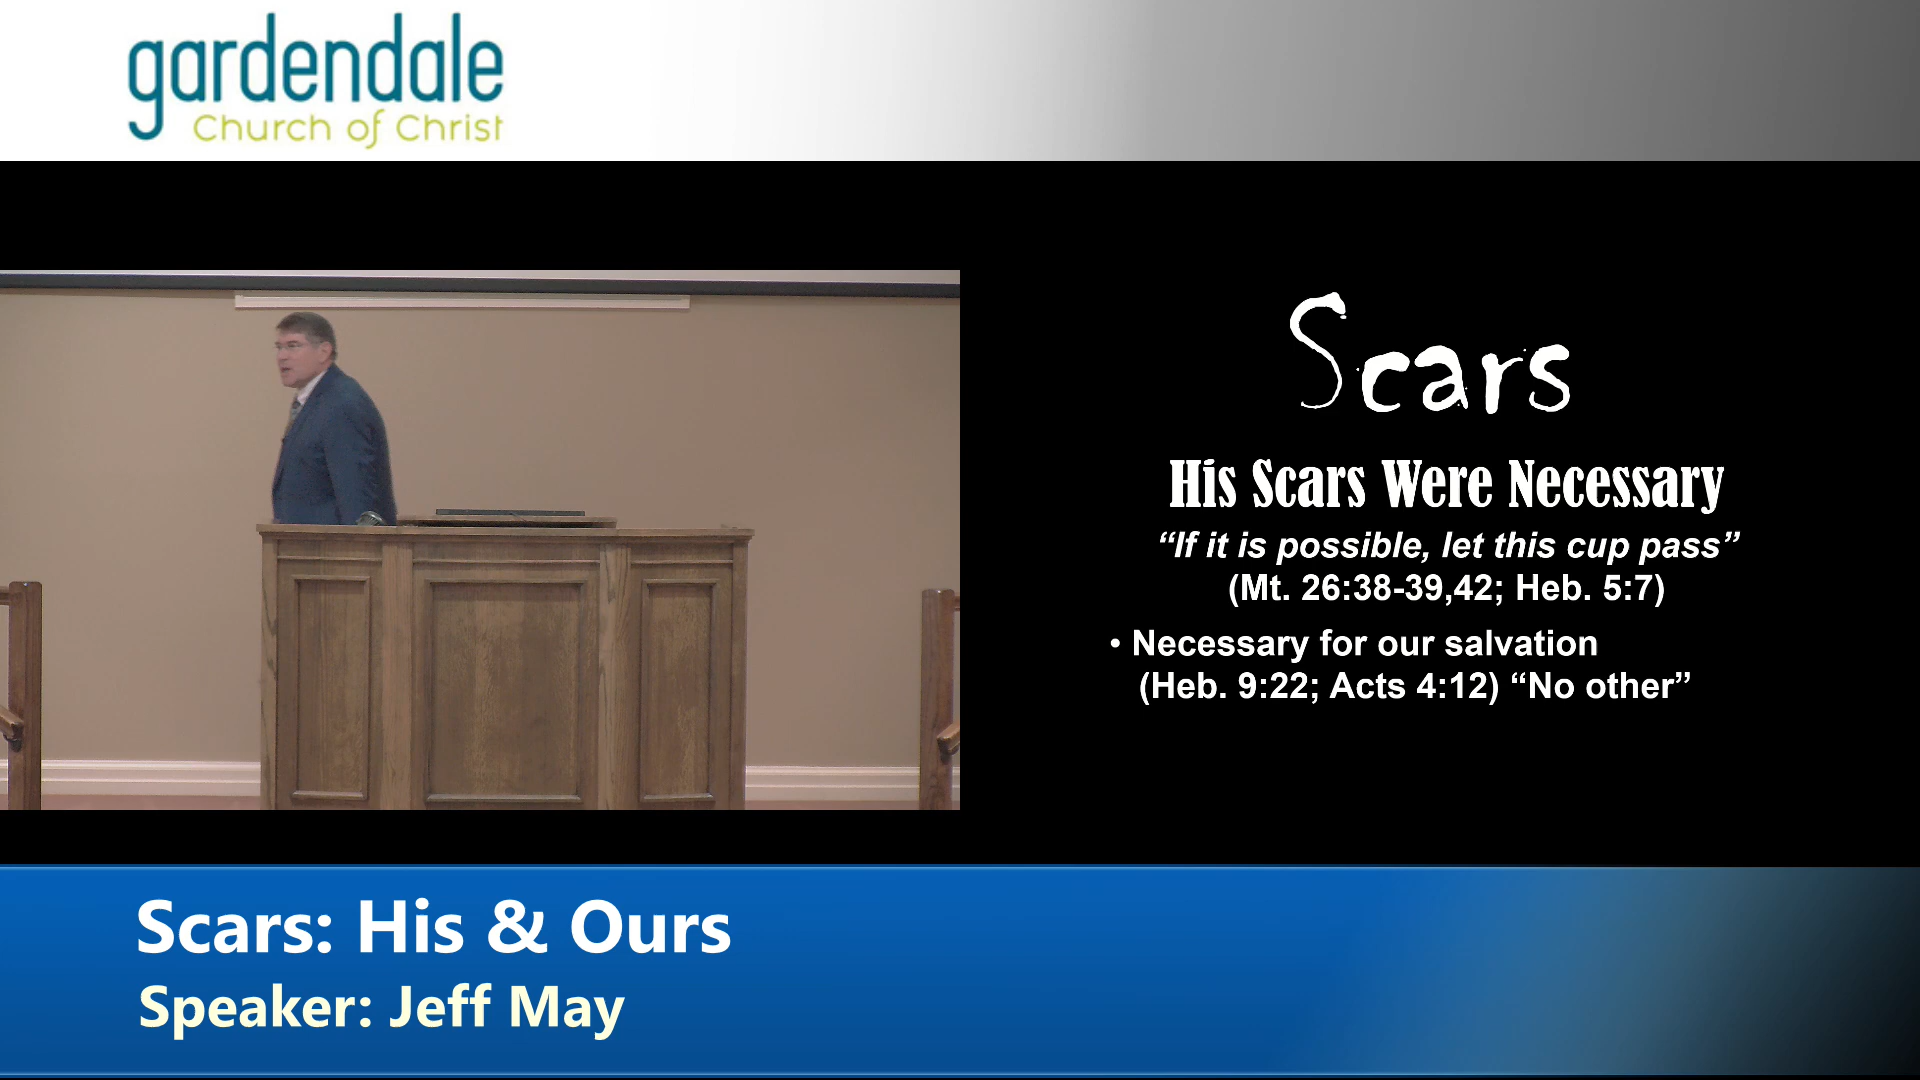 gardendale
Church of Christ
Scars
His Scars Were Necessary
“If it is possible, let this cup pass”
(Mt. 26:38-39,42; Heb. 5:7)
• Necessary for our salvation
(Heb. 9:22; Acts 4:12) “No other”
Scars: His & Ours
Speaker: Jeff May